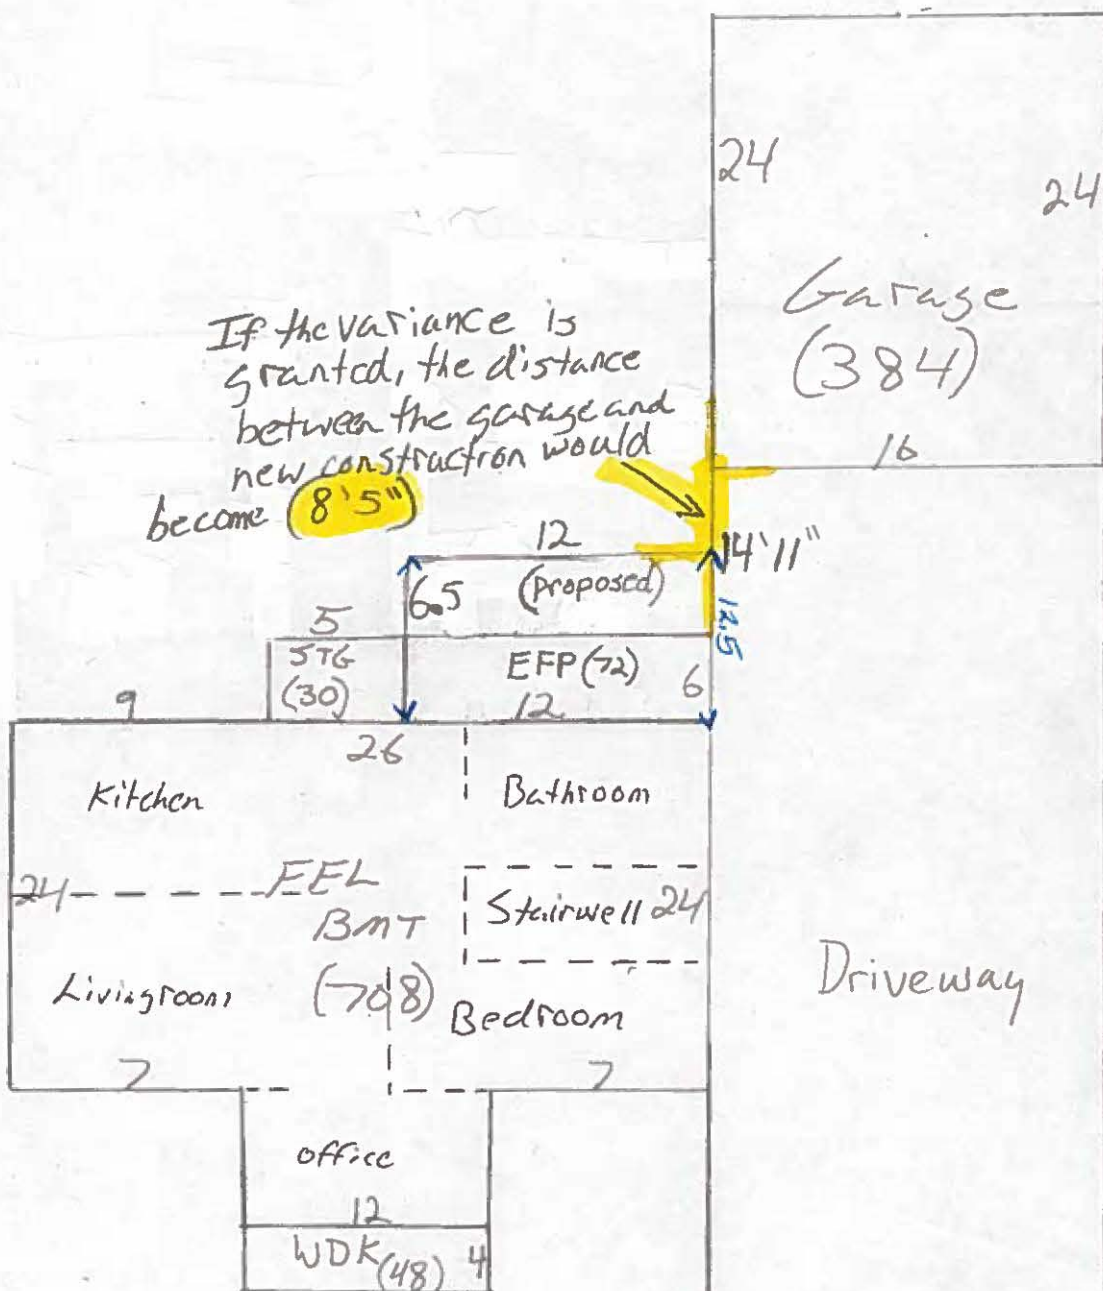 24
24
Garage
(384)
16
If the variance is
granted, the distance
between the garage and
new construction would
become (8'5")
14'11"
12
6.5 (proposed)
12.5
5
STG
(30)
EFP (72)
6
12
9
26
Kitchen
Bathroom
24
FFL
BMT
(708)
Stairwell 24
Livingroom
Bedroom
Driveway
7
7
office
12
WDK (48) 4